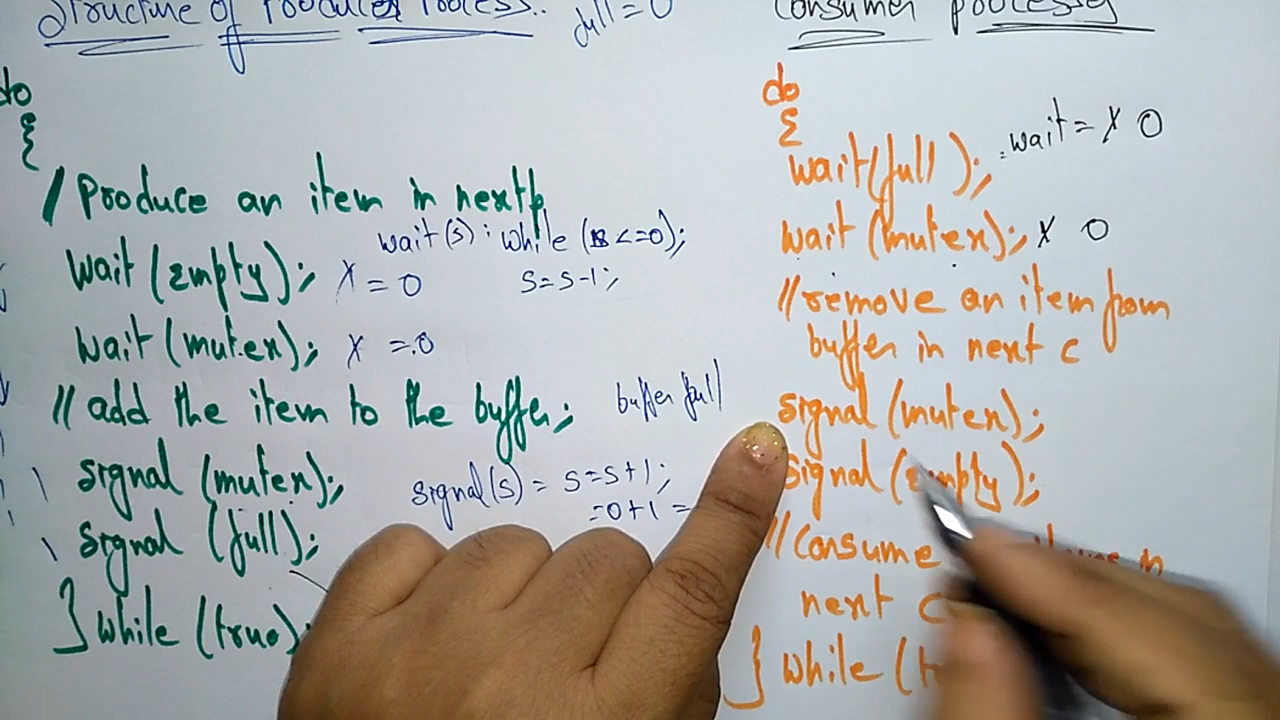 Structure of Producer Process.
full = 0
do
{
/ Produce an item in nextp
wait(s) : while (s <=0);
s=s-1;
wait (Empty); X = 0
wait (mutex); X = 0
// add the item to the buffer;
buffer full
signal (mutex);
signal(s) = s=s+1;
=0+1 =
signal (full);
} while (true);
Consumer processes
do
{
wait(full);
wait = X 0
wait (mutex); X 0
// remove an item from
buffer in next c
signal (mutex);
signal (Empty);
// Consume
next c
} while (t